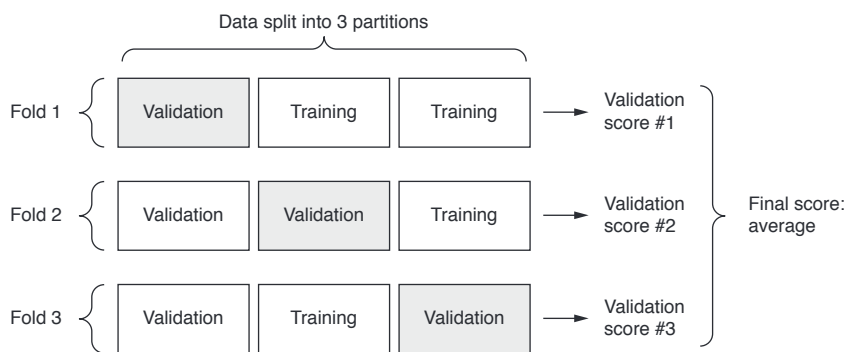 Data split into 3 partitions
Fold 1
Validation
Training
Training
Validation
score #1
Fold 2
Validation
Validation
Training
Validation
score #2
Final score:
average
Fold 3
Validation
Training
Validation
Validation
score #3